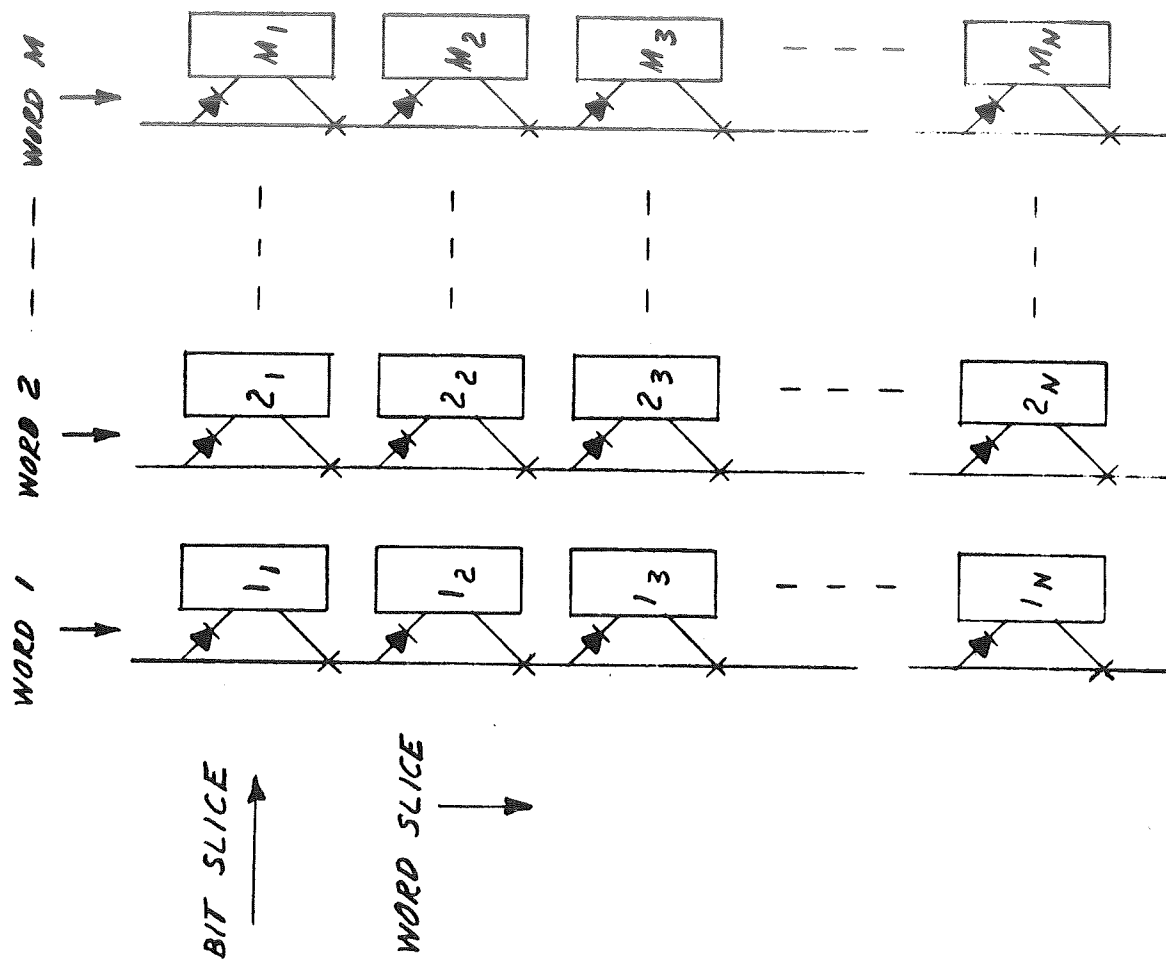 WORD 1 WORD 2 --- WORD M
BIT SLICE
1₁ 2₁ --- M₁
WORD SLICE
1₂ 2₂ --- M₂
1₃ 2₃ --- M₃
1N 2N --- MN